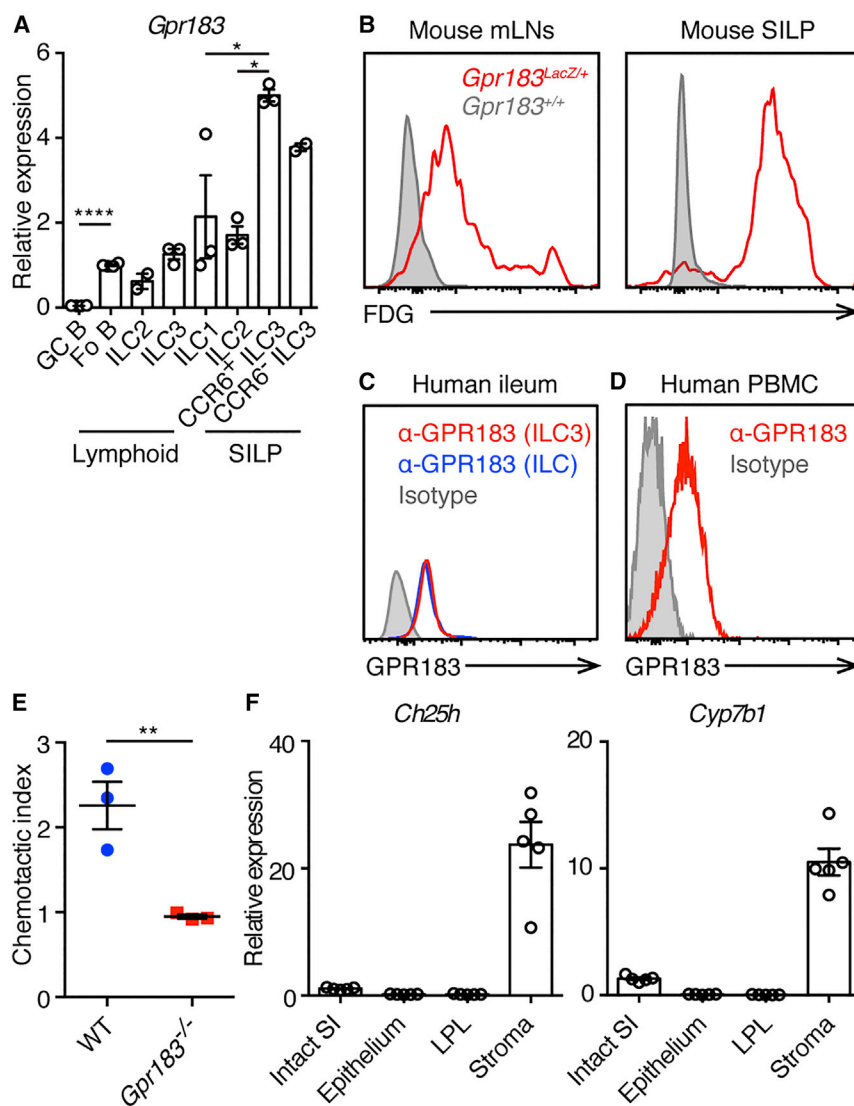 A
Gpr183
Relative expression
6
4
2
0
*
*
****
GC B
Fo B
ILC2
ILC3
ILC1
ILC2
CCR6+ ILC3
CCR6- ILC3
Lymphoid
SILP
B
Mouse mLNs
Mouse SILP
Gpr183LacZ/+
Gpr183+/+
FDG
C
Human ileum
α-GPR183 (ILC3)
α-GPR183 (ILC)
Isotype
GPR183
D
Human PBMC
α-GPR183
Isotype
GPR183
E
Chemotactic index
3
2
1
0
**
WT
Gpr183-/-
F
Ch25h
Relative expression
40
20
0
Intact SI
Epithelium
LPL
Stroma
Cyp7b1
20
10
0
Intact SI
Epithelium
LPL
Stroma